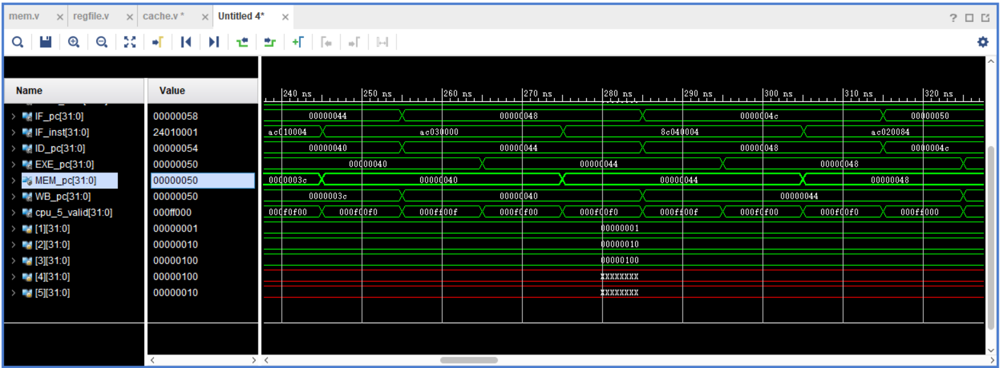 mem.v × regfile.v × cache.v * × Untitled 4* ×
Name Value 240 ns 250 ns 260 ns 270 ns 280 ns 290 ns 300 ns 310 ns 320 ns
IF_pc[31:0] 00000058 00000044 00000048 0000004c 00000050
IF_inst[31:0] 24010001 ac010004 ac030000 8c040004 ac020084
ID_pc[31:0] 00000054 00000040 00000044 00000048 0000004c
EXE_pc[31:0] 00000050 00000040 00000044 00000048
MEM_pc[31:0] 00000050 0000003c 00000040 00000044 00000048
WB_pc[31:0] 00000050 0000003c 00000040 00000044
cpu_5_valid[31:0] 000ff000 000f0f00 000f00f0 000ff00f 000f0f00 000f00f0 000ff00f 000f0f00 000f00f0 000ff000
[1][31:0] 00000001 00000001
[2][31:0] 00000010 00000010
[3][31:0] 00000100 00000100
[4][31:0] 00000100 XXXXXXXX
[5][31:0] 00000010 XXXXXXXX